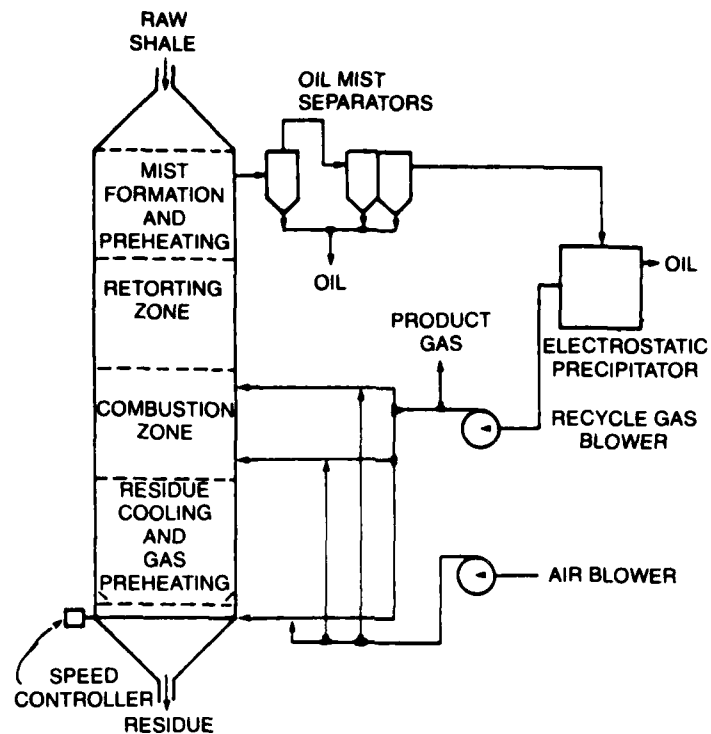 RAW
SHALE
OIL MIST
SEPARATORS
MIST
FORMATION
AND
PREHEATING
OIL
OIL
RETORTING
ZONE
PRODUCT
GAS
ELECTROSTATIC
PRECIPITATOR
COMBUSTION
ZONE
RECYCLE GAS
BLOWER
RESIDUE
COOLING
AND
GAS
PREHEATING
AIR BLOWER
SPEED
CONTROLLER
RESIDUE